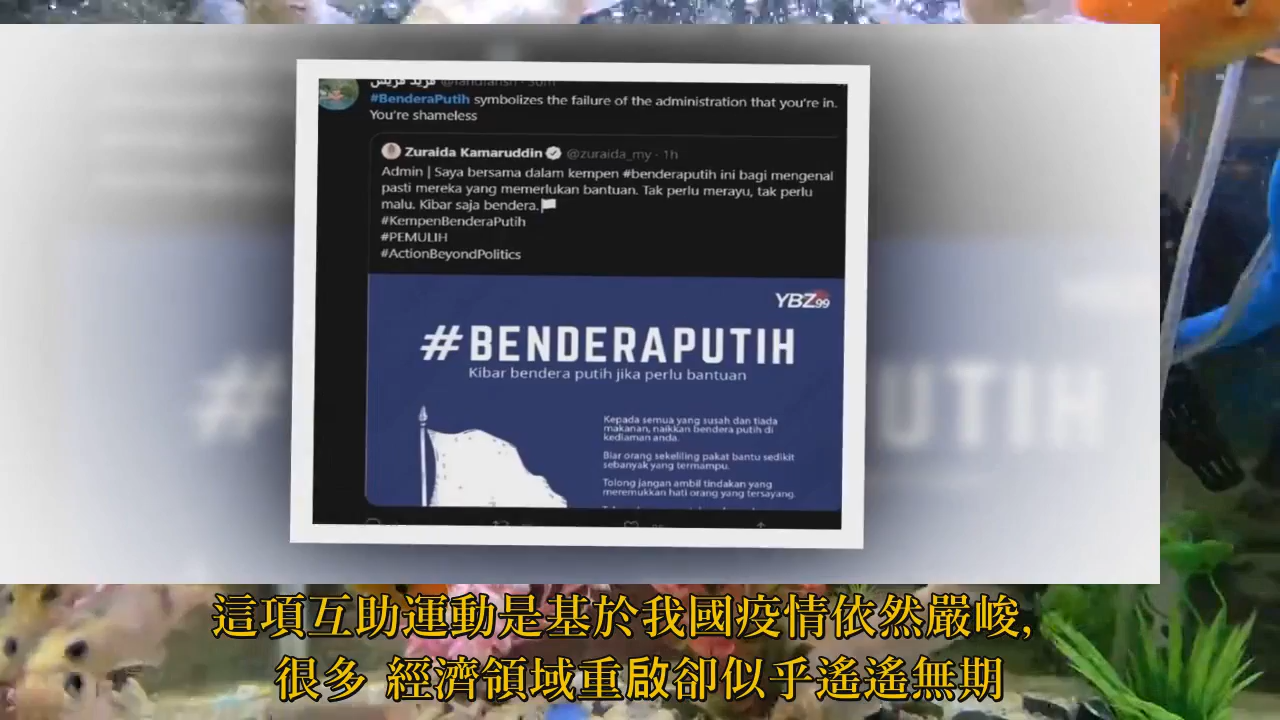 #BenderaPutih symbolizes the failure of the administration that you're in.
You're shameless
Zuraida Kamaruddin @zuraida_my · 1h
Admin | Saya bersama dalam kempen #benderaputih ini bagi mengenal
pasti mereka yang memerlukan bantuan. Tak perlu merayu, tak perlu
malu. Kibar saja bendera.
#KempenBenderaPutih
#PEMULIH
#ActionBeyondPolitics
YBZ99
#BENDERAPUTIH
Kibar bendera putih jika perlu bantuan
Kepada semua yang susah dan tiada
makanan, naikkan bendera putih di
kediaman anda.
Biar orang sekeliling pakat bantu sedikit
sebanyak yang termampu.
Tolong jangan ambil tindakan yang
meremukkan hati orang yang tersayang.
這項互助運動是基於我國疫情依然嚴峻,
很多 經濟領域重啟卻似乎遙遙無期